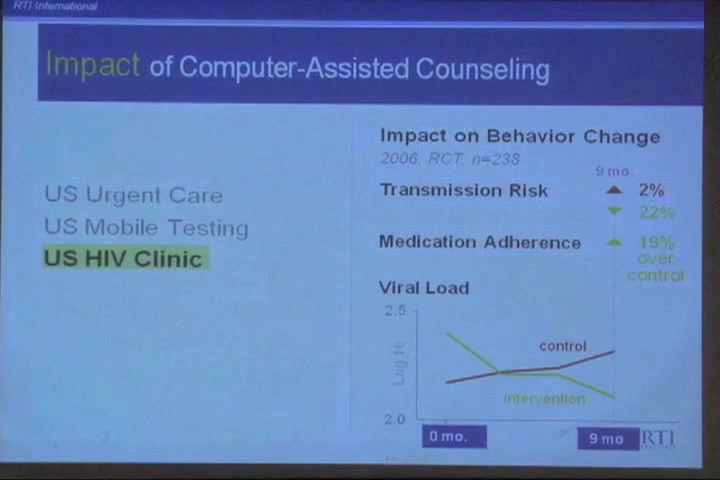 RTI International
Impact of Computer-Assisted Counseling
US Urgent Care
US Mobile Testing
US HIV Clinic
Impact on Behavior Change
2006. RCT. n=238
9 mo.
Transmission Risk
2%
22%
Medication Adherence
19%
over
control
Viral Load
2.5
Log 10
control
intervention
2.0
0 mo.
9 mo
RTI